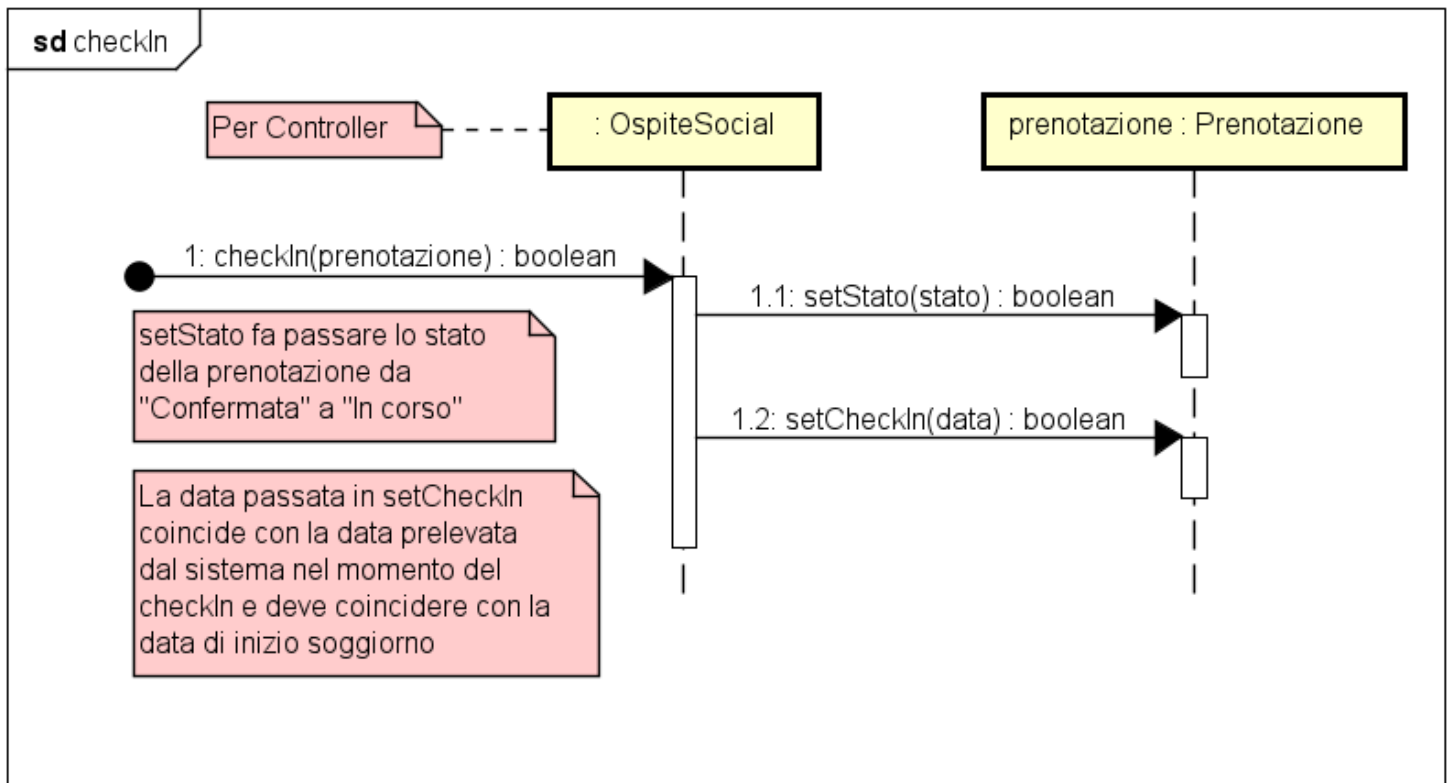 sd checkIn
Per Controller
: OspiteSocial
prenotazione : Prenotazione
1: checkIn(prenotazione) : boolean
1.1: setStato(stato) : boolean
setStato fa passare lo stato
della prenotazione da
"Confermata" a "In corso"
1.2: setCheckIn(data) : boolean
La data passata in setCheckIn
coincide con la data prelevata
dal sistema nel momento del
checkIn e deve coincidere con la
data di inizio soggiorno